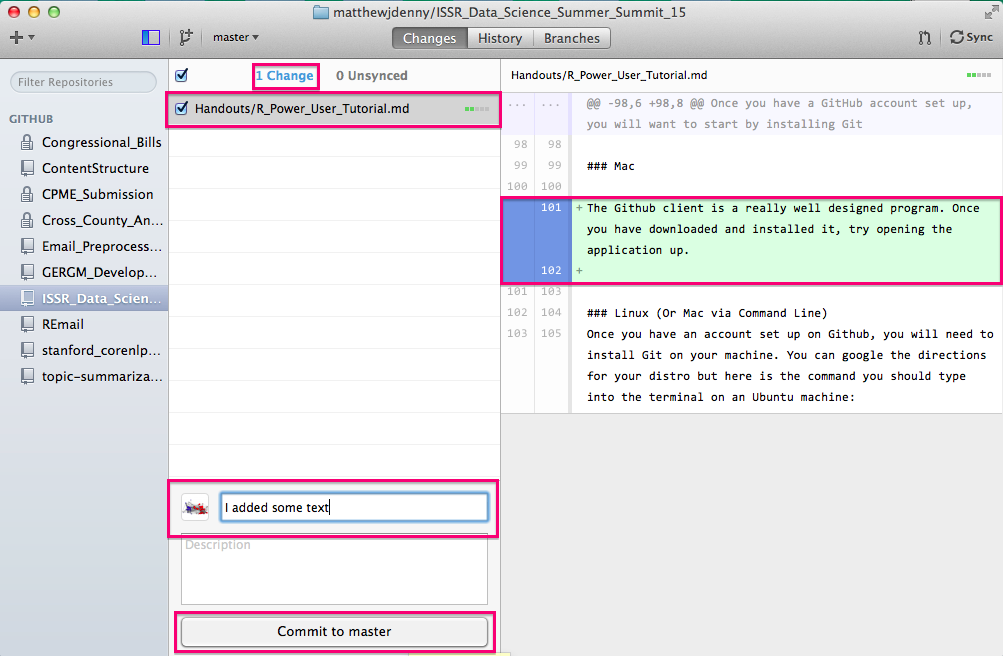 matthewjdenny/ISSR_Data_Science_Summer_Summit_15
master
Changes
History
Branches
Sync
Filter Repositories
GITHUB
Congressional_Bills
ContentStructure
CPME_Submission
Cross_County_An...
Email_Preprocess...
GERGM_Develop...
ISSR_Data_Scien...
REmail
stanford_corenlp...
topic-summariza...
1 Change
0 Unsynced
Handouts/R_Power_User_Tutorial.md
I added some text
Description
Commit to master
Handouts/R_Power_User_Tutorial.md
... ... @@ -98,6 +98,8 @@ Once you have a GitHub account set up,
you will want to start by installing Git
98 98
99 99 ### Mac
100 100
101 + The Github client is a really well designed program. Once
you have downloaded and installed it, try opening the
application up.
102 +
101 103
102 104 ### Linux (Or Mac via Command Line)
103 105 Once you have an account set up on Github, you will need to
install Git on your machine. You can google the directions
for your distro but here is the command you should type
into the terminal on an Ubuntu machine: